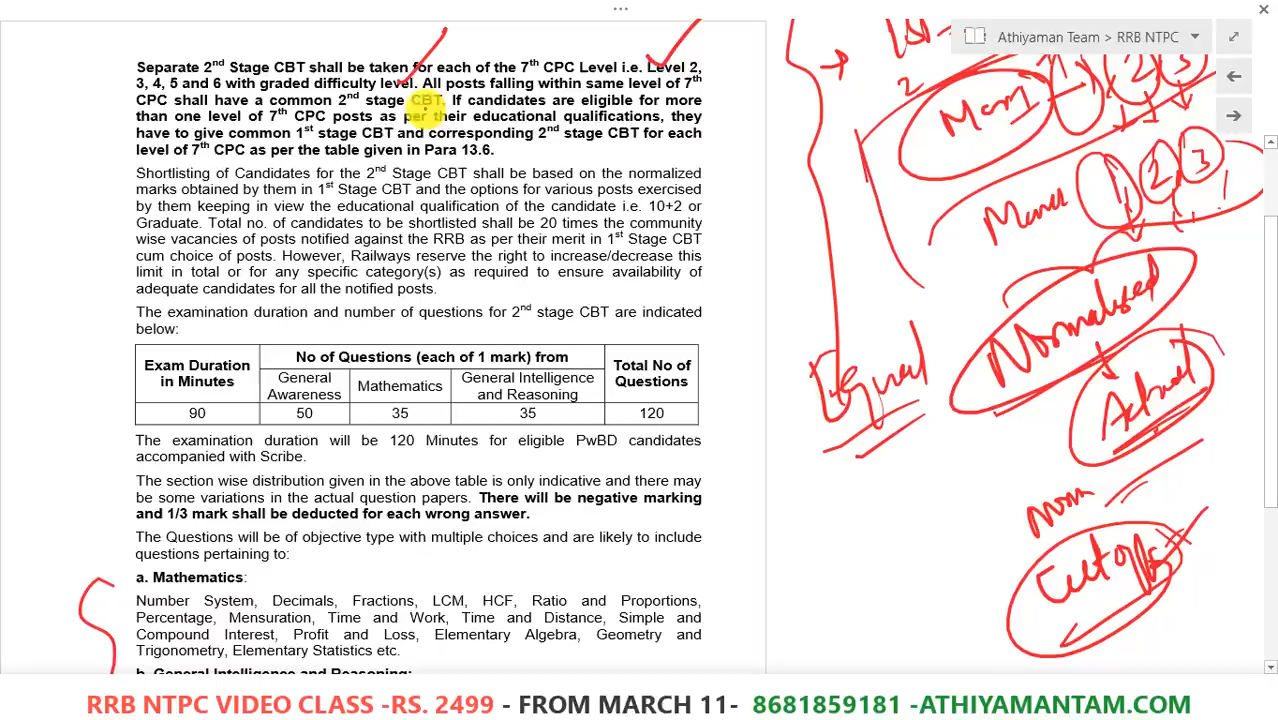 Athiyaman Team > RRB NTPC
Separate 2nd Stage CBT shall be taken for each of the 7th CPC Level i.e. Level 2,
3, 4, 5 and 6 with graded difficulty level. All posts falling within same level of 7th
CPC shall have a common 2nd stage CBT. If candidates are eligible for more
than one level of 7th CPC posts as per their educational qualifications, they
have to give common 1st stage CBT and corresponding 2nd stage CBT for each
level of 7th CPC as per the table given in Para 13.6.
Shortlisting of Candidates for the 2nd Stage CBT shall be based on the normalized
marks obtained by them in 1st Stage CBT and the options for various posts exercised
by them keeping in view the educational qualification of the candidate i.e. 10+2 or
Graduate. Total no. of candidates to be shortlisted shall be 20 times the community
wise vacancies of posts notified against the RRB as per their merit in 1st Stage CBT
cum choice of posts. However, Railways reserve the right to increase/decrease this
limit in total or for any specific category(s) as required to ensure availability of
adequate candidates for all the notified posts.
The examination duration and number of questions for 2nd stage CBT are indicated
below:
Exam Duration in Minutes
No of Questions (each of 1 mark) from
Total No of Questions
General Awareness
Mathematics
General Intelligence and Reasoning
90 50 35 35 120
The examination duration will be 120 Minutes for eligible PwBD candidates
accompanied with Scribe.
The section wise distribution given in the above table is only indicative and there may
be some variations in the actual question papers. There will be negative marking
and 1/3 mark shall be deducted for each wrong answer.
The Questions will be of objective type with multiple choices and are likely to include
questions pertaining to:
a. Mathematics:
Number System, Decimals, Fractions, LCM, HCF, Ratio and Proportions,
Percentage, Mensuration, Time and Work, Time and Distance, Simple and
Compound Interest, Profit and Loss, Elementary Algebra, Geometry and
Trigonometry, Elementary Statistics etc.
b. General Intelligence and Reasoning:
2
1 2 3
1 2 3
Normalised
Actual
Cut off
RRB NTPC VIDEO CLASS -RS. 2499 - FROM MARCH 11- 8681859181 -ATHIYAMANTAM.COM